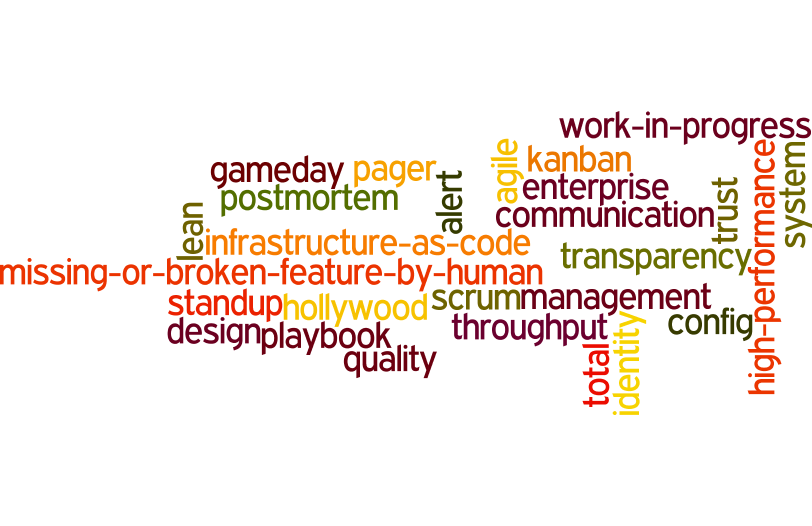 work-in-progress
agile
kanban
gameday
pager
alert
enterprise
postmortem
communication
trust
high-performance
system
lean
infrastructure-as-code
transparency
missing-or-broken-feature-by-human
standup
hollywood
scrum
management
design
playbook
throughput
config
quality
total
identity